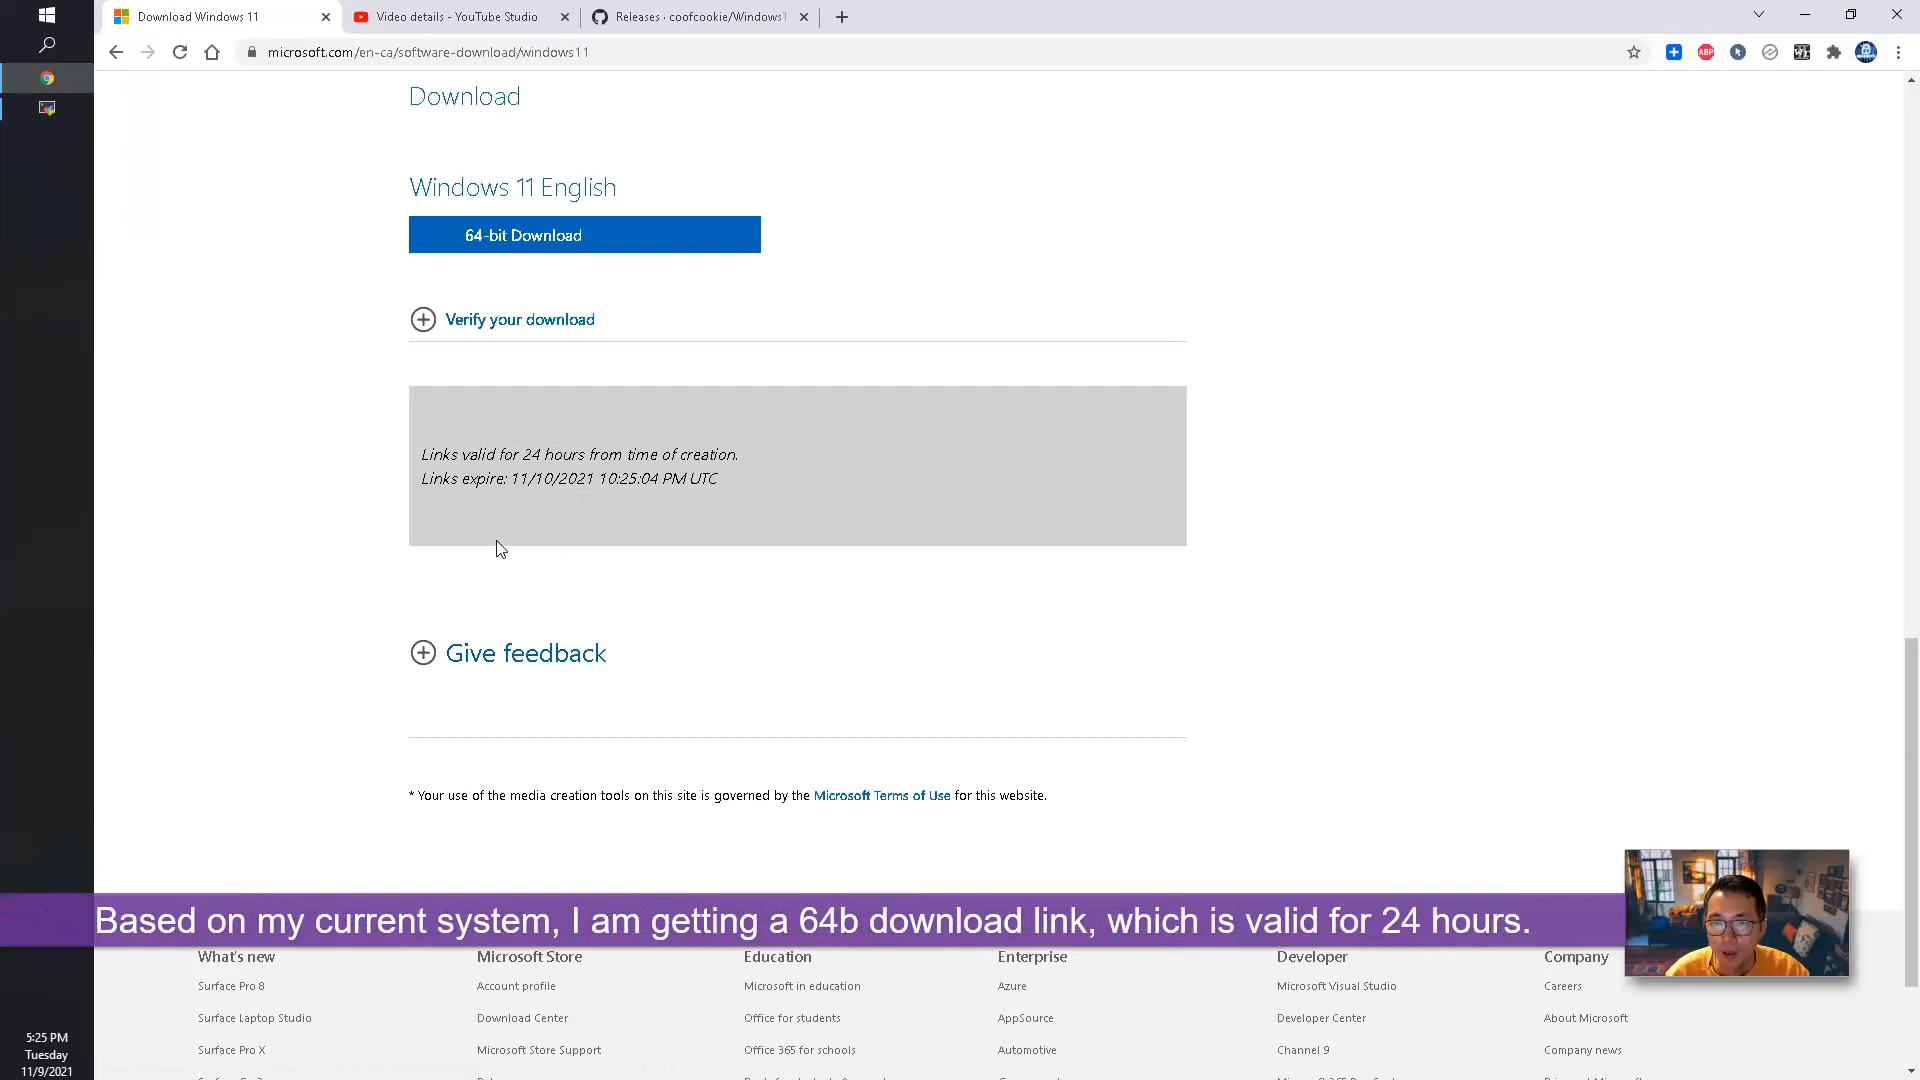 Download Windows 11
Video details - YouTube Studio
Releases · coofcookie/Windows1
microsoft.com/en-ca/software-download/windows11
ABP
Download
Windows 11 English
64-bit Download
Verify your download
Links valid for 24 hours from time of creation.
Links expire: 11/10/2021 10:25:04 PM UTC
Give feedback
* Your use of the media creation tools on this site is governed by the Microsoft Terms of Use for this website.
Based on my current system, I am getting a 64b download link, which is valid for 24 hours.
What's new
Microsoft Store
Education
Enterprise
Developer
Company
Surface Pro 8
Account profile
Microsoft in education
Azure
Microsoft Visual Studio
Careers
Surface Laptop Studio
Download Center
Office for students
AppSource
Developer Center
About Microsoft
Surface Pro X
Microsoft Store Support
Office 365 for schools
Automotive
Channel 9
Company news
5:25 PM
Tuesday
11/9/2021